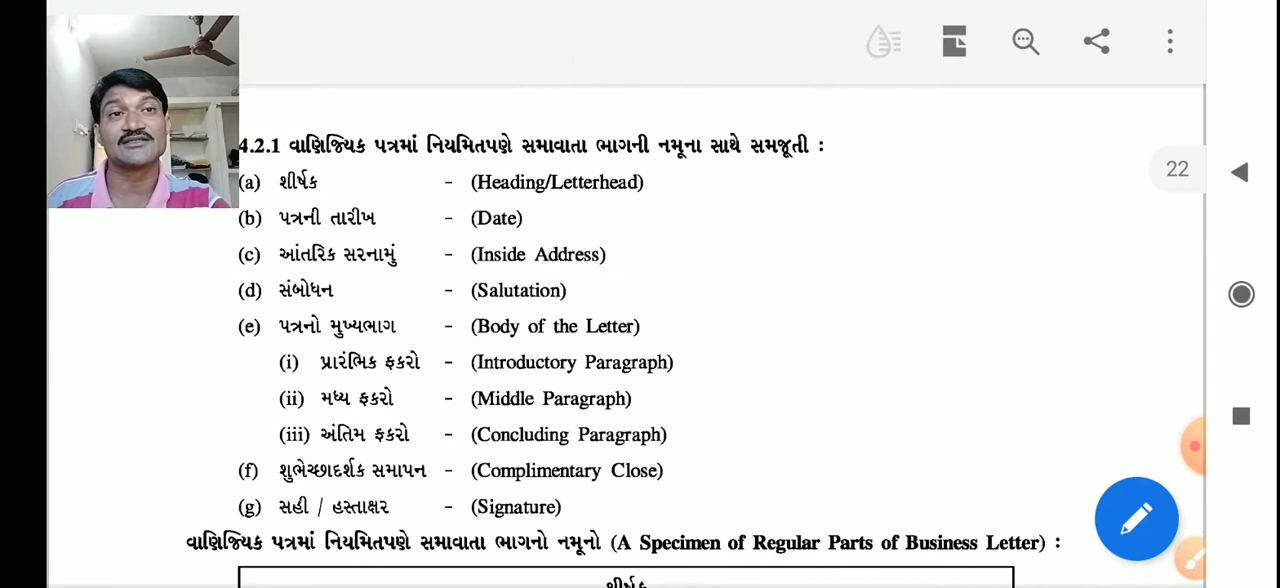 22
4.2.1 વાણિજ્યિક પત્રમાં નિયમિતપણે સમાવાતા ભાગની નમૂના સાથે સમજૂતી :
(a) શીર્ષક - (Heading/Letterhead)
(b) પત્રની તારીખ - (Date)
(c) આંતરિક સરનામું - (Inside Address)
(d) સંબોધન - (Salutation)
(e) પત્રનો મુખ્યભાગ - (Body of the Letter)
(i) પ્રારંભિક ફકરો - (Introductory Paragraph)
(ii) મધ્ય ફકરો - (Middle Paragraph)
(iii) અંતિમ ફકરો - (Concluding Paragraph)
(f) શુભેચ્છાદર્શક સમાપન - (Complimentary Close)
(g) સહી / હસ્તાક્ષર - (Signature)
વાણિજ્યિક પત્રમાં નિયમિતપણે સમાવાતા ભાગનો નમૂનો (A Specimen of Regular Parts of Business Letter) :